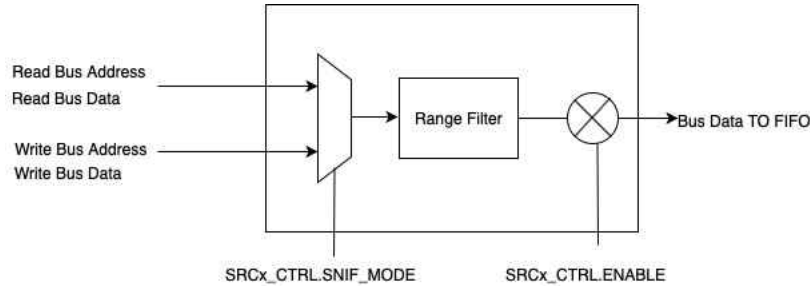 Read Bus Address
Read Bus Data
Range Filter
Bus Data TO FIFO
Write Bus Address
Write Bus Data
SRCx_CTRL.SNIF_MODE
SRCx_CTRL.ENABLE